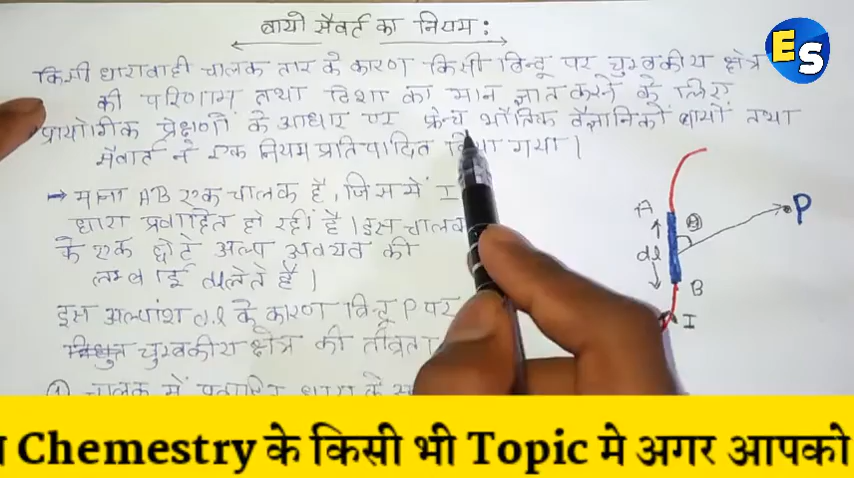 बायो सैवर्ट का नियम :
ES
किसी धारावाही चालक तार के कारण किसी बिन्दू पर चुम्बकीय क्षेत्र
की परिणाम तथा दिशा का मान ज्ञात करने के लिए
प्रायोगीक प्रेक्षणों के आधार पर फ्रेन्च भौतिक वैज्ञानिकों बायों तथा
सैवार्ट ने एक नियम प्रतिपादित किया गया ।
→ माना AB एक चालक है, जिसमें I
धारा प्रवाहित हो रहीं है । इस चालक
के एक छोटे अल्प अवयव की
लम्बाई dl लेते है ।
इस अल्पांश dl के कारण बिन्दू P पर
चुम्बकीय क्षेत्र की तीव्रता
① चालक में
A
θ
P
dl
B
I
Chemestry के किसी भी Topic मे अगर आपको